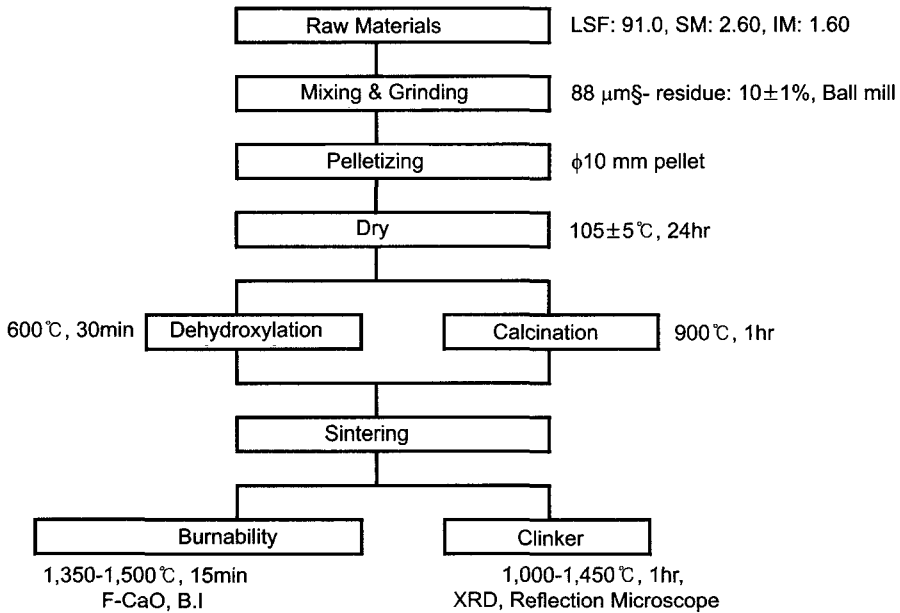 Raw Materials
LSF: 91.0, SM: 2.60, IM: 1.60
Mixing & Grinding
88 μm§- residue: 10±1%, Ball mill
Pelletizing
ϕ10 mm pellet
Dry
105±5℃, 24hr
600℃, 30min
Dehydroxylation
Calcination
900℃, 1hr
Sintering
Burnability
Clinker
1,350-1,500℃, 15min
F-CaO, B.I
1,000-1,450℃, 1hr,
XRD, Reflection Microscope